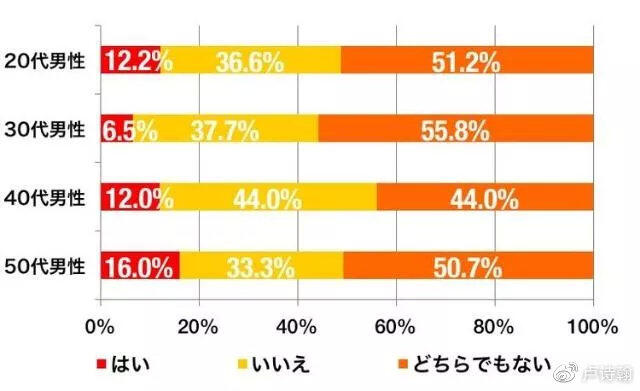 20代男性 12.2% 36.6% 51.2%
30代男性 6.5% 37.7% 55.8%
40代男性 12.0% 44.0% 44.0%
50代男性 16.0% 33.3% 50.7%
0% 20% 40% 60% 80% 100%
はい いいえ どちらでもない
卢诗翰